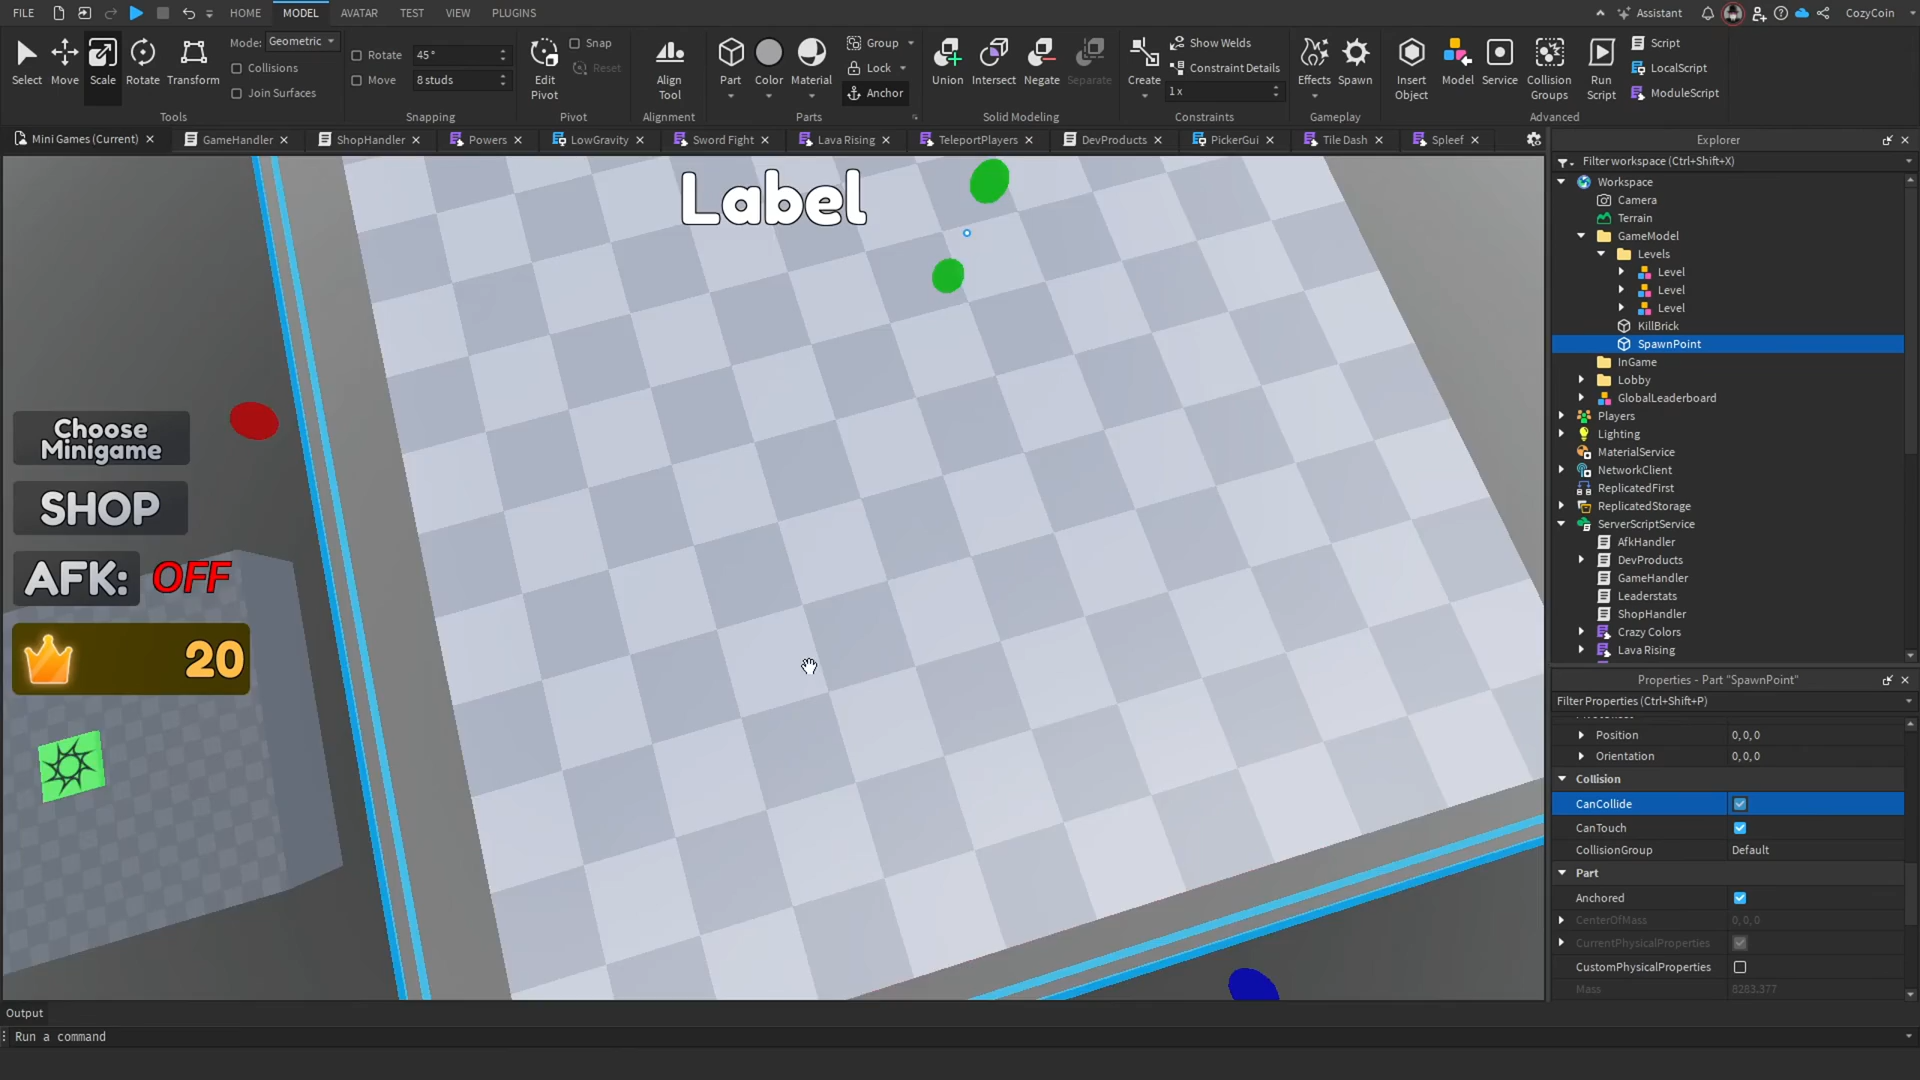 FILE
HOME
MODEL
AVATAR
TEST
VIEW
PLUGINS
Assistant
CozyCoin
Select
Move
Scale
Rotate
Transform
Mode: Geometric
Collisions
Join Surfaces
Tools
Rotate 45°
Move 8 studs
Snapping
Edit
Pivot
Snap
Reset
Pivot
Align
Tool
Alignment
Part
Color
Material
Group
Lock
Anchor
Parts
Union
Intersect
Negate
Separate
Solid Modeling
Create
Show Welds
Constraint Details
1 x
Constraints
Effects
Spawn
Gameplay
Insert
Object
Model
Service
Collision
Groups
Run
Script
Script
LocalScript
ModuleScript
Advanced
Mini Games (Current)
GameHandler
ShopHandler
Powers
LowGravity
Sword Fight
Lava Rising
TeleportPlayers
DevProducts
PickerGui
Tile Dash
Spleef
Label
Choose
Minigame
SHOP
AFK: OFF
20
Explorer
Filter workspace (Ctrl+Shift+X)
Workspace
Camera
Terrain
GameModel
Levels
Level
Level
Level
KillBrick
SpawnPoint
InGame
Lobby
GlobalLeaderboard
Players
Lighting
MaterialService
NetworkClient
ReplicatedFirst
ReplicatedStorage
ServerScriptService
AfkHandler
DevProducts
GameHandler
Leaderstats
ShopHandler
Crazy Colors
Lava Rising
Properties - Part "SpawnPoint"
Filter Properties (Ctrl+Shift+P)
Position 0, 0, 0
Orientation 0, 0, 0
Collision
CanCollide
CanTouch
CollisionGroup Default
Part
Anchored
CenterOfMass 0, 0, 0
CurrentPhysicalProperties
CustomPhysicalProperties
Mass 8283.377
Output
Run a command